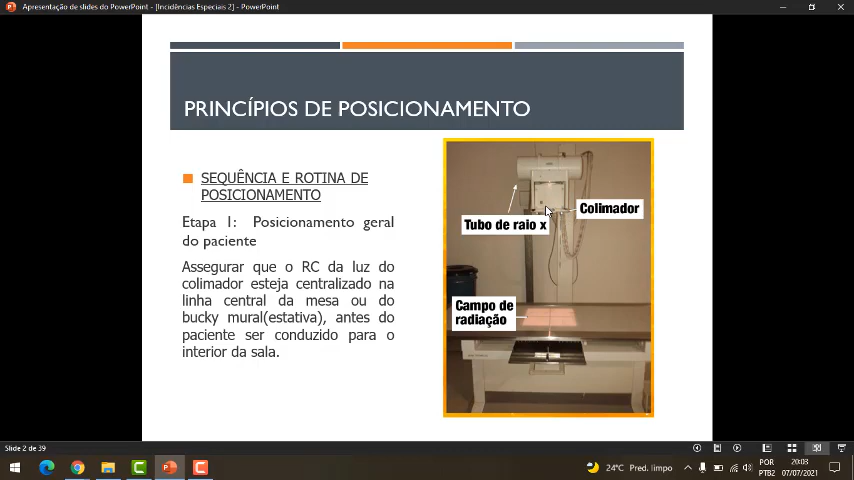 Apresentação de slides do PowerPoint - [Incidências Especiais 2] - PowerPoint
PRINCÍPIOS DE POSICIONAMENTO
SEQUÊNCIA E ROTINA DE
POSICIONAMENTO
Etapa 1: Posicionamento geral
do paciente
Assegurar que o RC da luz do
colimador esteja centralizado na
linha central da mesa ou do
bucky mural(estativa), antes do
paciente ser conduzido para o
interior da sala.
Colimador
Tubo de raio x
Campo de
radiação
Slide 2 de 39
24°C Pred. limpo
POR
PTB2
20:03
07/07/2021